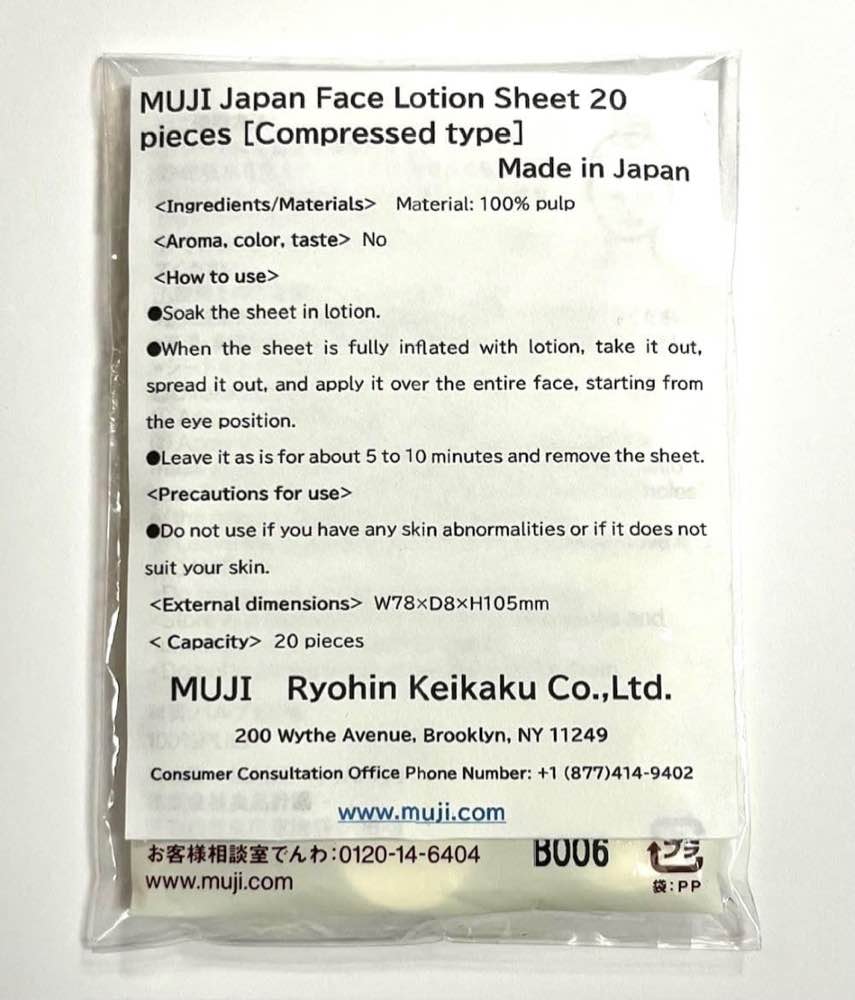 MUJI Japan Face Lotion Sheet 20
pieces [Compressed type]
Made in Japan
<Ingredients/Materials> Material: 100% pulp
<Aroma, color, taste> No
<How to use>
●Soak the sheet in lotion.
●When the sheet is fully inflated with lotion, take it out,
spread it out, and apply it over the entire face, starting from
the eye position.
●Leave it as is for about 5 to 10 minutes and remove the sheet.
<Precautions for use>
●Do not use if you have any skin abnormalities or if it does not
suit your skin.
<External dimensions> W78×D8×H105mm
< Capacity> 20 pieces
MUJI Ryohin Keikaku Co.,Ltd.
200 Wythe Avenue, Brooklyn, NY 11249
Consumer Consultation Office Phone Number: +1 (877)414-9402
www.muji.com
お客様相談室でんわ:0120-14-6404
www.muji.com
B006
プラ
袋:PP